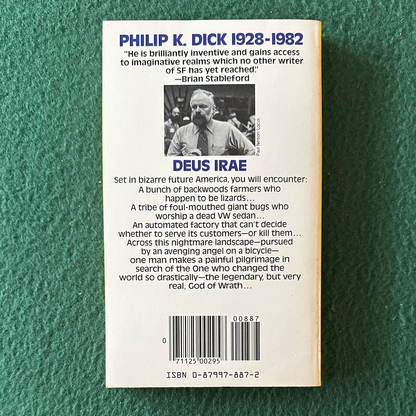 PHILIP K. DICK 1928-1982
"He is brilliantly inventive and gains access
to imaginative realms which no other writer
of SF has yet reached."
—Brian Stableford
Paul Nelson/Locus
DEUS IRAE
Set in bizarre future America, you will encounter:
A bunch of backwoods farmers who
happen to be lizards...
A tribe of foul-mouthed giant bugs who
worship a dead VW sedan...
An automated factory that can't decide
whether to serve its customers—or kill them...
Across this nightmare landscape—pursued
by an avenging angel on a bicycle—
one man makes a painful pilgrimage in
search of the One who changed the
world so drastically—the legendary, but very
real, God of Wrath...
00887
0
71125 00295
ISBN 0-87997-887-2